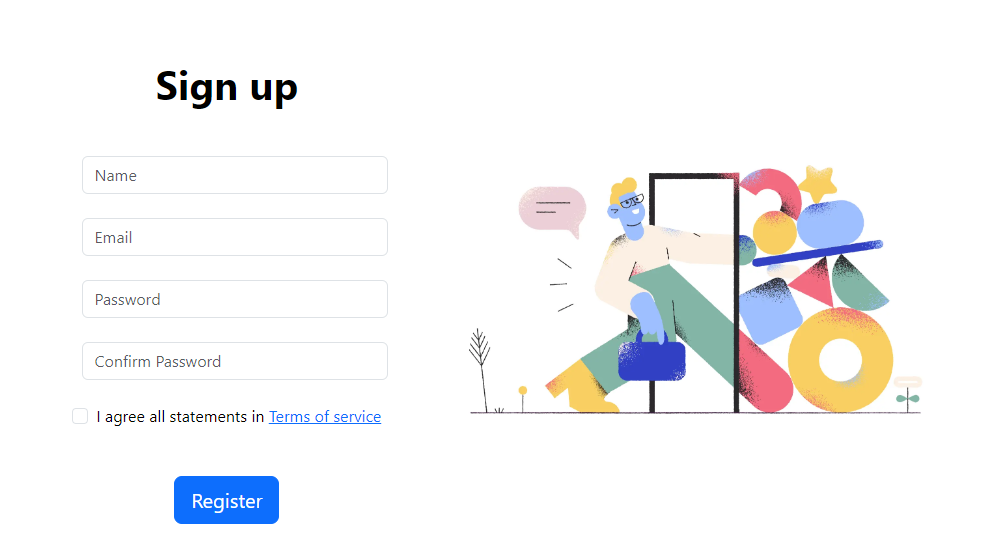 Sign up
Name
Email
Password
Confirm Password
I agree all statements in Terms of service
Register